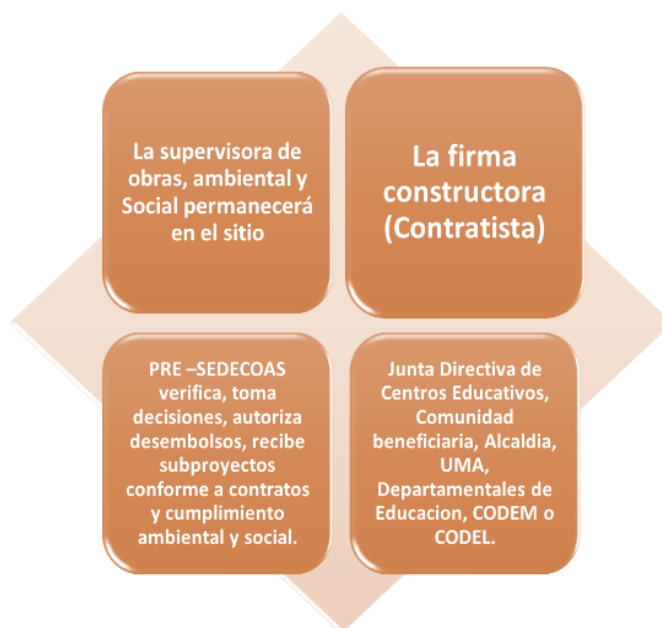 La supervisora de
obras, ambiental y
Social permanecerá
en el sitio
La firma
constructora
(Contratista)
PRE –SEDECOAS
verifica, toma
decisiones, autoriza
desembolsos, recibe
subproyectos
conforme a contratos
y cumplimiento
ambiental y social.
Junta Directiva de
Centros Educativos,
Comunidad
beneficiaria, Alcaldia,
UMA,
Departamentales de
Educacion, CODEM o
CODEL.